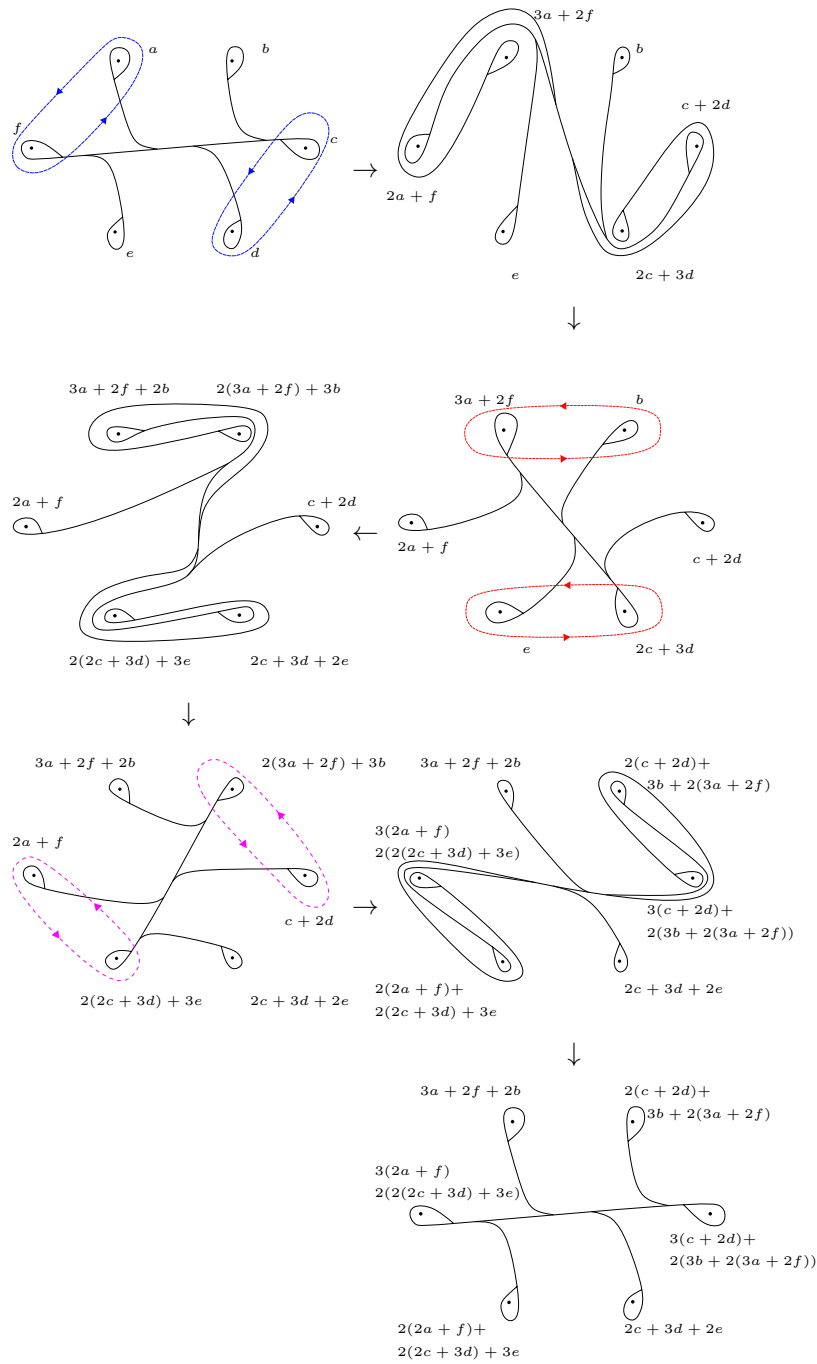 a
b
f
c
e
d
→
3a + 2f
b
c + 2d
2a + f
e
2c + 3d
↓
3a + 2f + 2b
2(3a + 2f) + 3b
2a + f
c + 2d
2(2c + 3d) + 3e
2c + 3d + 2e
←
3a + 2f
b
2a + f
c + 2d
e
2c + 3d
↓
3a + 2f + 2b
2(3a + 2f) + 3b
2a + f
c + 2d
2(2c + 3d) + 3e
2c + 3d + 2e
→
3a + 2f + 2b
2(c + 2d)+
3b + 2(3a + 2f)
3(2a + f)
2(2(2c + 3d) + 3e)
3(c + 2d)+
2(3b + 2(3a + 2f))
2(2a + f)+
2(2c + 3d) + 3e
2c + 3d + 2e
↓
3a + 2f + 2b
2(c + 2d)+
3b + 2(3a + 2f)
3(2a + f)
2(2(2c + 3d) + 3e)
3(c + 2d)+
2(3b + 2(3a + 2f))
2(2a + f)+
2(2c + 3d) + 3e
2c + 3d + 2e